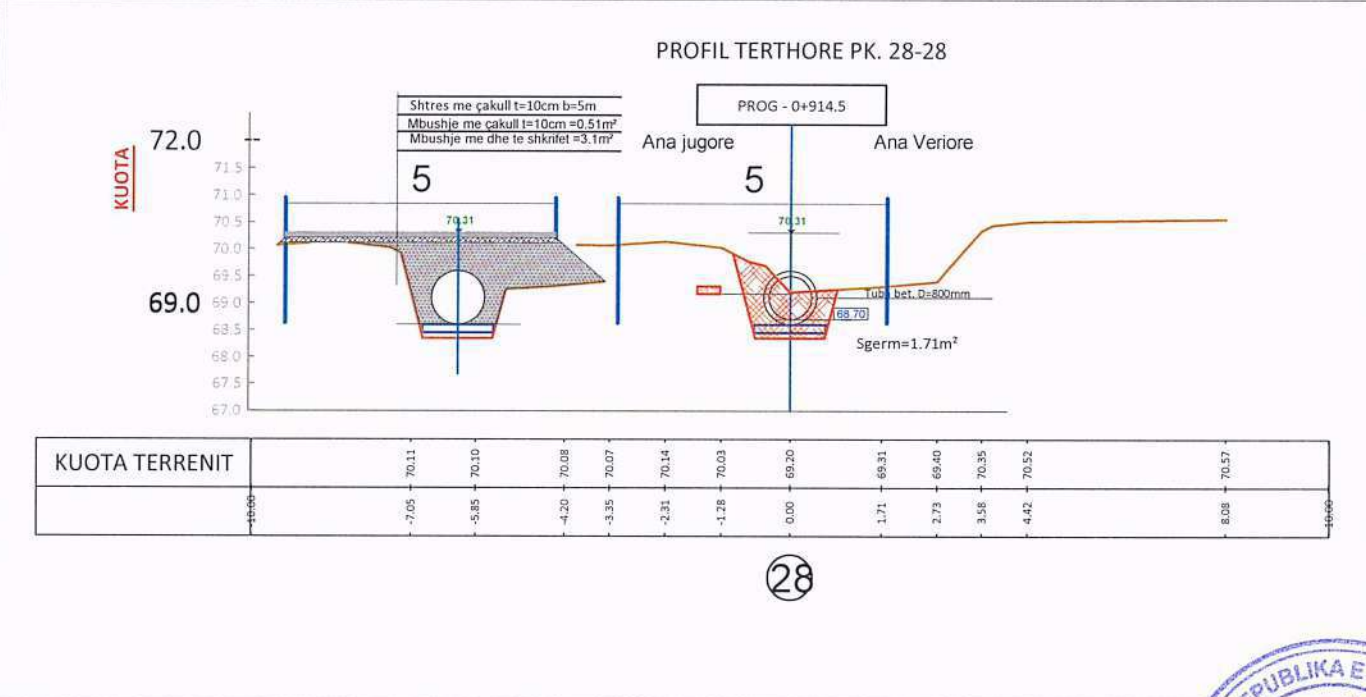 PROFIL TERTHORE PK. 28-28
Shtres me çakull t=10cm b=5m
Mbushje me çakull t=10cm =0.51m²
Mbushje me dhe te shkrifet =3.1m²
PROG - 0+914.5
Ana jugore
Ana Veriore
KUOTA
72.0
71.5
71.0
70.5
70.0
69.5
69.0
69.0
68.5
68.0
67.5
67.0
5
5
70.31
70.31
Tubo bet. D=800mm
68.70
Sgerm=1.71m²
KUOTA TERRENIT
70.11 70.10 70.08 70.07 70.14 70.03 69.20 69.31 69.40 70.35 70.52 70.57
-10.00 -7.05 -5.85 -4.20 -3.35 -2.31 -1.28 0.00 1.71 2.73 3.58 4.42 8.08 10.00
28
REPUBLIKA E